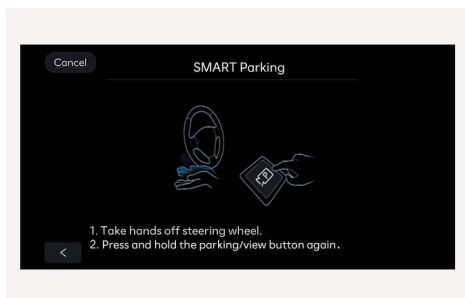 Cancel
SMART Parking
P
1. Take hands off steering wheel.
2. Press and hold the parking/view button again.